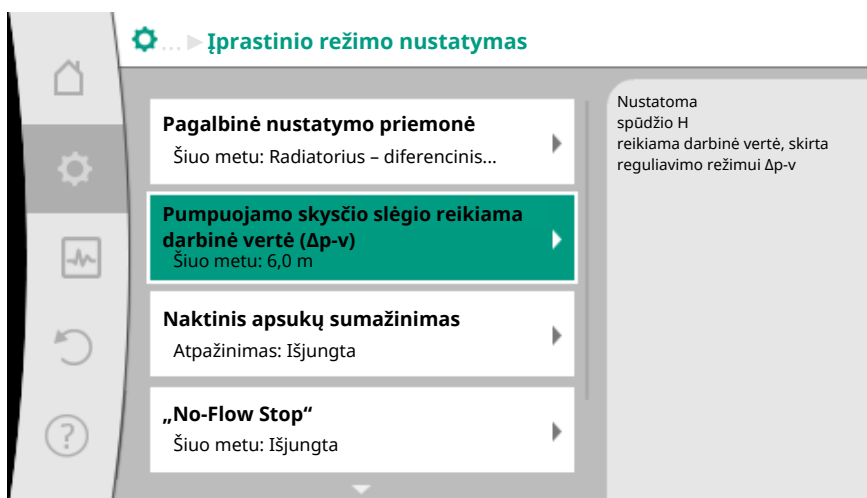 ... ▶ Įprastinio režimo nustatymas
Pagalbinė nustatymo priemonė
Šiuo metu: Radiatorius – diferencinis...
Pumpuojamo skysčio slėgio reikiama
darbinė vertė (Δp-v)
Šiuo metu: 6,0 m
Naktinis apsukų sumažinimas
Atpažinimas: Išjungta
„No-Flow Stop“
Šiuo metu: Išjungta
Nustatoma
spūdžio H
reikiama darbinė vertė, skirta
reguliavimo režimui Δp-v